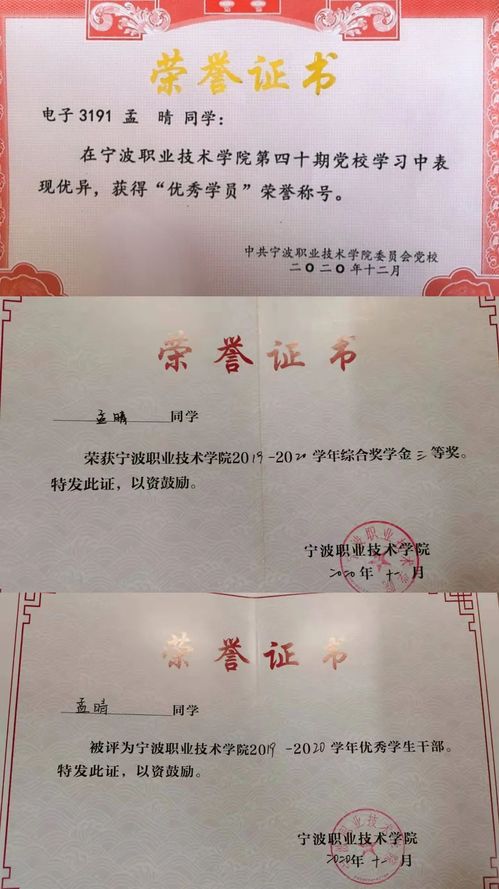 荣誉证书
电子3191 孟 晴 同学：
在宁波职业技术学院第四十期党校学习中表
现优异，获得“优秀学员”荣誉称号。
中共宁波职业技术学院委员会党校
二〇二〇年十二月
荣誉证书
孟晴 同学
荣获宁波职业技术学院2019-2020学年综合奖学金三等奖。
特发此证，以资鼓励。
宁波职业技术学院
2020年十一月
荣誉证书
孟晴 同学
被评为宁波职业技术学院2019-2020学年优秀学生干部。
特发此证，以资鼓励。
宁波职业技术学院
2020年十一月